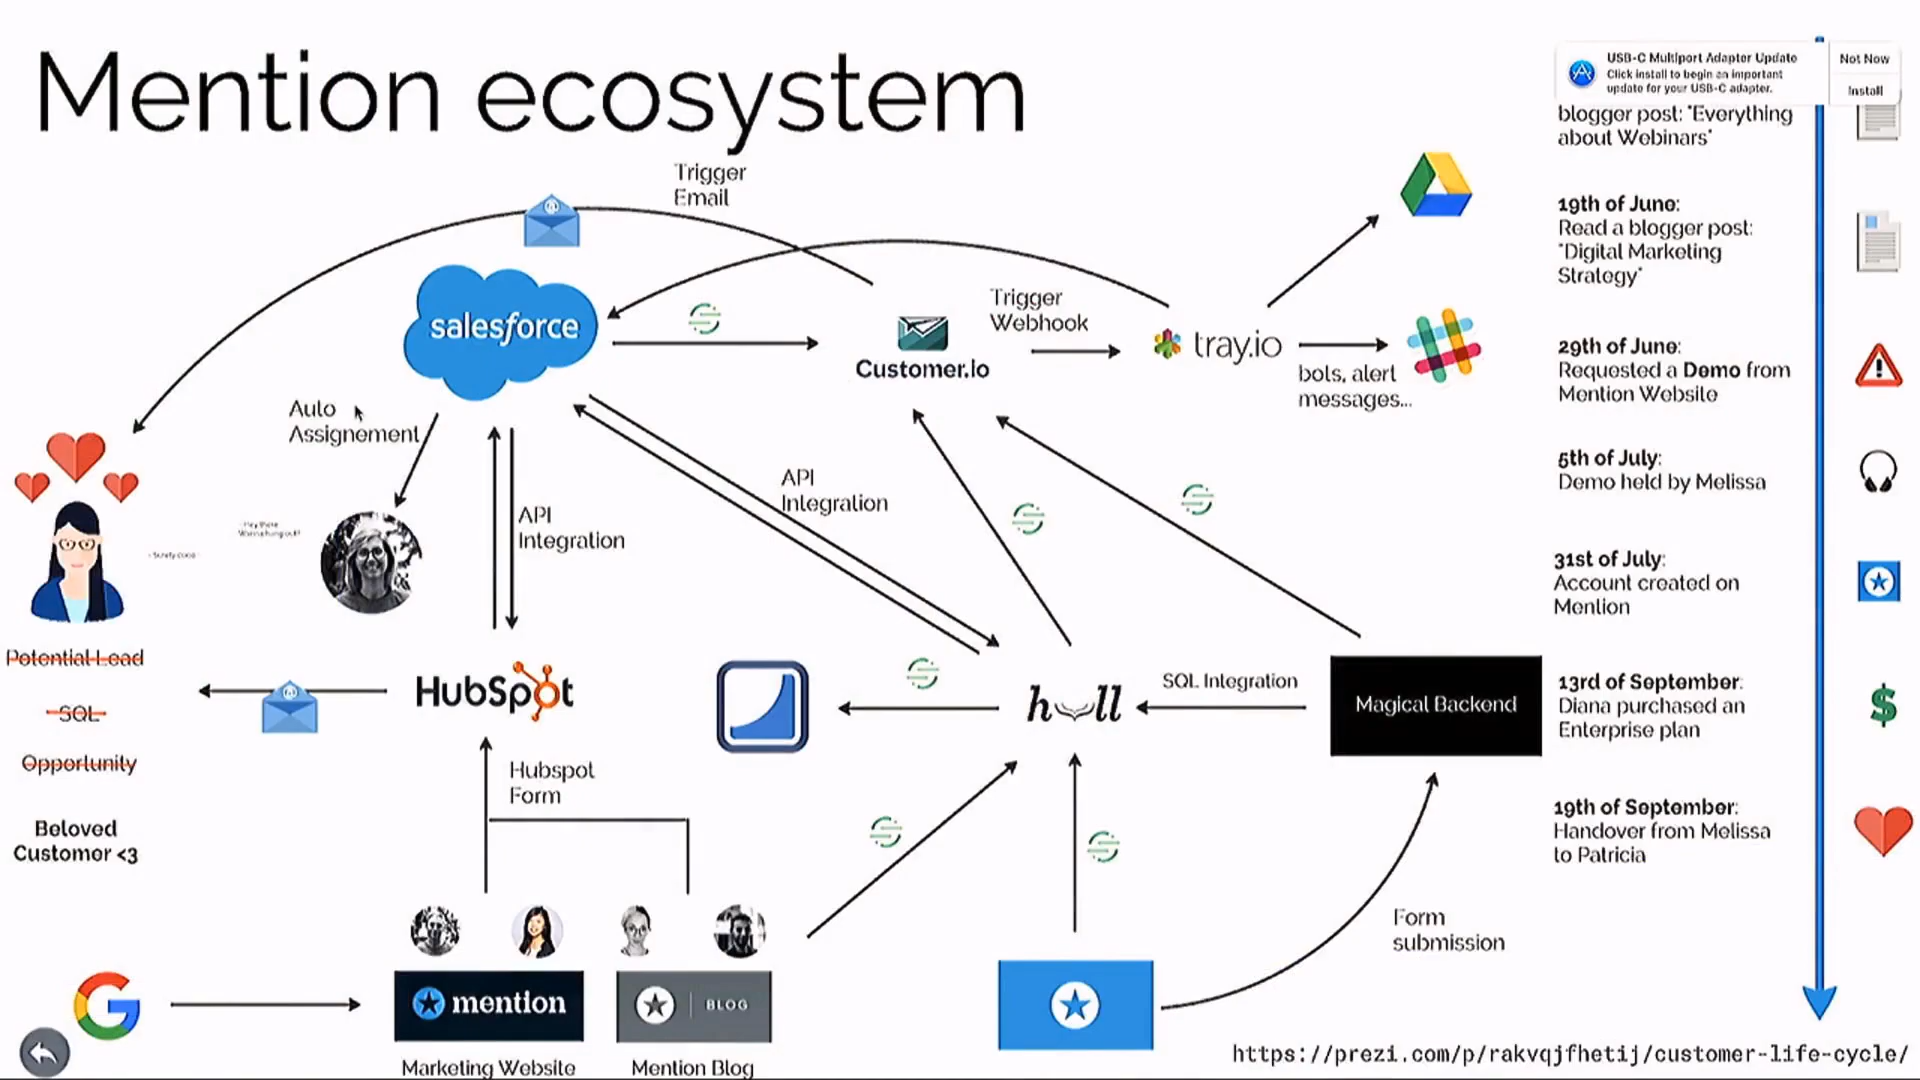 Mention ecosystem
USB-C Multiport Adapter Update
Click install to begin an important
update for your USB-C adapter.
Not Now
Install
blogger post: "Everything
about Webinars"
19th of June:
Read a blogger post:
"Digital Marketing
Strategy"
29th of June:
Requested a Demo from
Mention Website
5th of July:
Demo held by Melissa
31st of July:
Account created on
Mention
13rd of September:
Diana purchased an
Enterprise plan
19th of September:
Handover from Melissa
to Patricia
Trigger
Email
salesforce
Customer.io
Trigger
Webhook
tray.io
bots, alert
messages...
Auto
Assignement
API
Integration
API
Integration
Hey there
Wanna hang out?
Potential Lead
SQL
Opportunity
Beloved
Customer <3
HubSpot
hull
SQL Integration
Magical Backend
Hubspot
Form
Form
submission
mention
BLOG
Marketing Website
Mention Blog
https://prezi.com/p/rakvqjfhetij/customer-life-cycle/